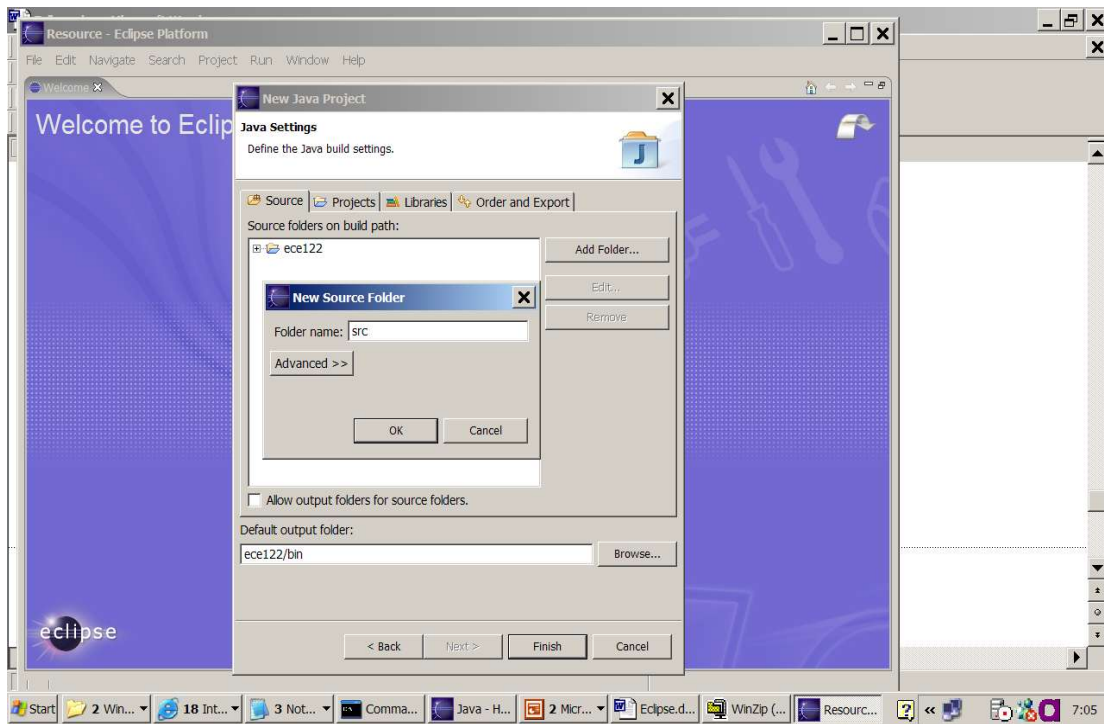 Resource - Eclipse Platform
File Edit Navigate Search Project Run Window Help
Welcome
New Java Project
Welcome to Eclip
Java Settings
Define the Java build settings.
J
Source Projects Libraries Order and Export
Source folders on build path:
ece122
Add Folder...
Edit...
Remove
New Source Folder
Folder name: src
Advanced >>
OK Cancel
Allow output folders for source folders.
Default output folder:
ece122/bin
Browse...
eclipse
< Back Next > Finish Cancel
Start 2 Win... 18 Int... 3 Not... Comma... Java - H... 2 Micr... Eclipse.d... WinZip (... Resourc... « 7:05